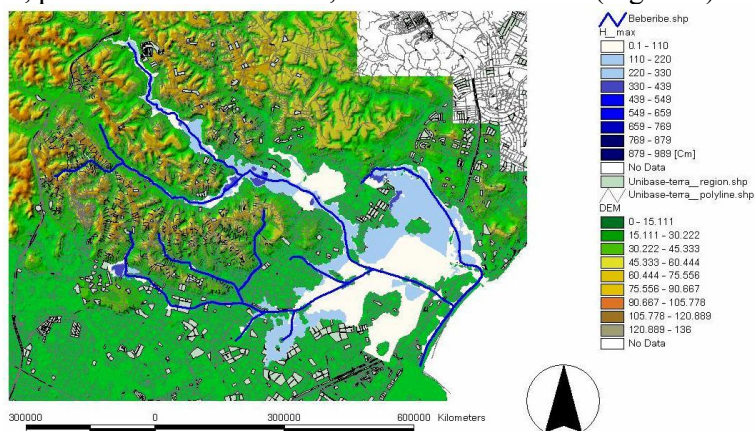 Beberibe.shp
H__max
0.1 - 110
110 - 220
220 - 330
330 - 439
439 - 549
549 - 659
659 - 769
769 - 879
879 - 989 [Cm]
No Data
Unibase-terra__region.shp
Unibase-terra__polyline.shp
DEM
0 - 15.111
15.111 - 30.222
30.222 - 45.333
45.333 - 60.444
60.444 - 75.556
75.556 - 90.667
90.667 - 105.778
105.778 - 120.889
120.889 - 136
No Data
300000 0 300000 600000 Kilometers